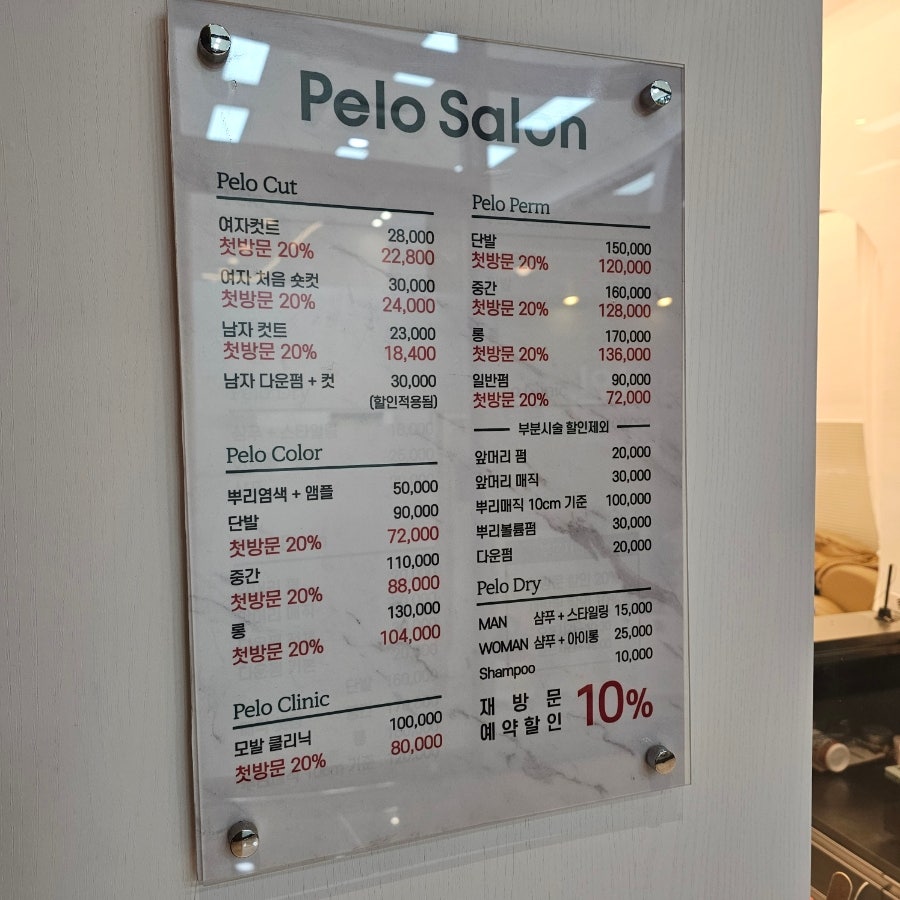 Pelo Salon
Pelo Cut
여자컷트 28,000
첫방문 20% 22,800
여자 처음 숏컷 30,000
첫방문 20% 24,000
남자 컨트 23,000
첫방문 20% 18,400
남자 다운펌 + 컷 30,000
(할인적용됨)
Pelo Color
뿌리염색 + 앰플 50,000
단발 90,000
첫방문 20% 72,000
중간 110,000
첫방문 20% 88,000
롱 130,000
첫방문 20% 104,000
Pelo Clinic
모발 클리닉 100,000
첫방문 20% 80,000
Pelo Perm
단발 150,000
첫방문 20% 120,000
중간 160,000
첫방문 20% 128,000
롱 170,000
첫방문 20% 136,000
일반펌 90,000
첫방문 20% 72,000
부분시술 할인제외
앞머리 펌 20,000
앞머리 매직 30,000
뿌리매직 10cm 기준 100,000
뿌리볼륨펌 30,000
다운펌 20,000
Pelo Dry
MAN 샴푸 + 스타일링 15,000
WOMAN 샴푸 + 아이롱 25,000
Shampoo 10,000
재 방 문
예약할인 10%